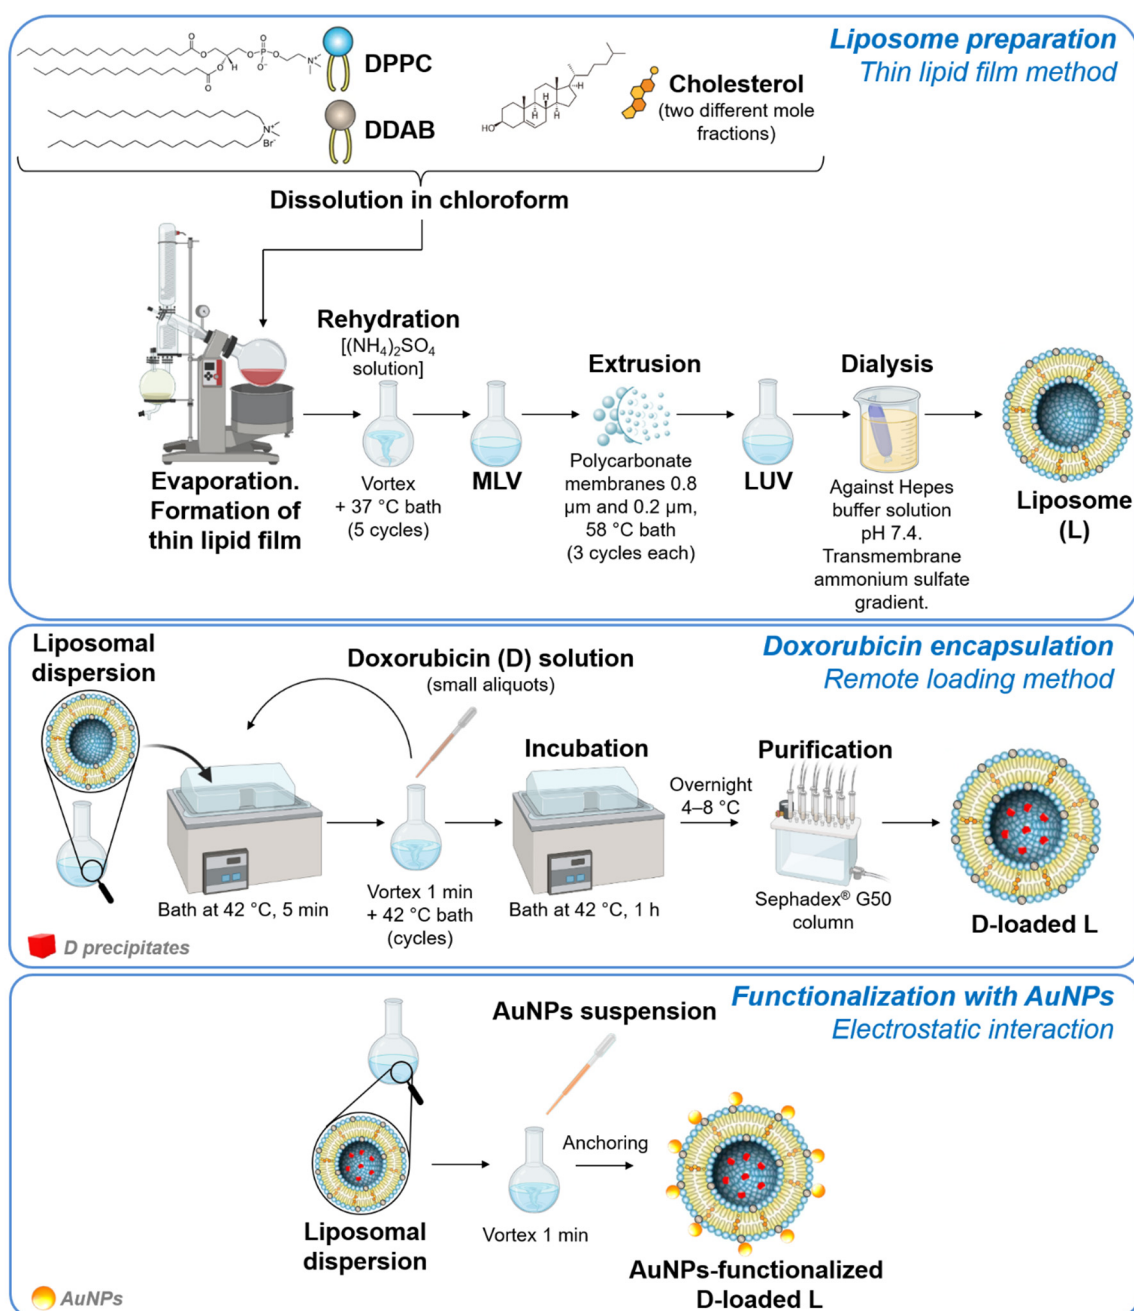 Liposome preparation
Thin lipid film method
DPPC
DDAB
Cholesterol
(two different mole
fractions)
O
O
P
O
O⁻
O
N⁺
O
H
O
N⁺
Br⁻
HO
H
H
H
H
Dissolution in chloroform
Evaporation.
Formation of
thin lipid film
Rehydration
[(NH₄)₂SO₄
solution]
Vortex
+ 37 °C bath
(5 cycles)
MLV
Extrusion
Polycarbonate
membranes 0.8
µm and 0.2 µm,
58 °C bath
(3 cycles each)
LUV
Dialysis
Against Hepes
buffer solution
pH 7.4.
Transmembrane
ammonium sulfate
gradient.
Liposome
(L)
Doxorubicin encapsulation
Remote loading method
Liposomal
dispersion
Doxorubicin (D) solution
(small aliquots)
Bath at 42 °C, 5 min
Vortex 1 min
+ 42 °C bath
(cycles)
Incubation
Bath at 42 °C, 1 h
Overnight
4–8 °C
Purification
Sephadex® G50
column
D-loaded L
D precipitates
Functionalization with AuNPs
Electrostatic interaction
AuNPs suspension
Liposomal
dispersion
Vortex 1 min
Anchoring
AuNPs-functionalized
D-loaded L
AuNPs